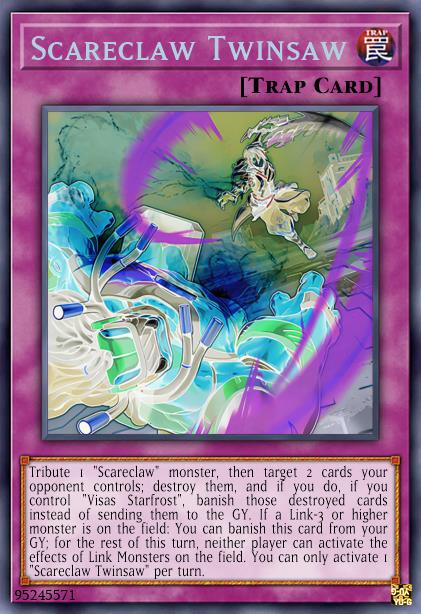 SCARECLAW TWINSAW
TRAP
罠
[TRAP CARD]
Tribute 1 "Scareclaw" monster, then target 2 cards your
opponent controls; destroy them, and if you do, if you
control "Visas Starfrost", banish those destroyed cards
instead of sending them to the GY. If a Link-3 or higher
monster is on the field: You can banish this card from your
GY; for the rest of this turn, neither player can activate the
effects of Link Monsters on the field. You can only activate 1
"Scareclaw Twinsaw" per turn.
95245571